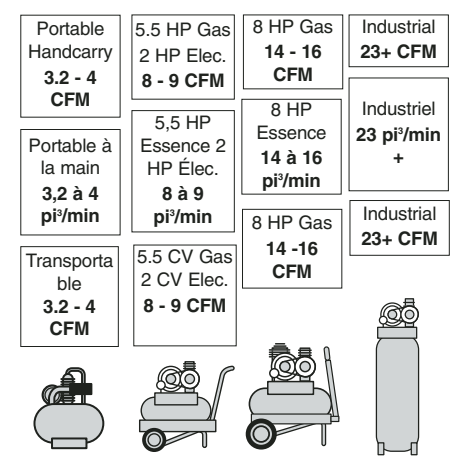 Portable
Handcarry
3.2 - 4
CFM
5.5 HP Gas
2 HP Elec.
8 - 9 CFM
8 HP Gas
14 - 16
CFM
Industrial
23+ CFM
Portable à
la main
3,2 à 4
pi³/min
5,5 HP
Essence 2
HP Élec.
8 à 9
pi³/min
8 HP
Essence
14 à 16
pi³/min
Industriel
23 pi³/min
+
Transporta
ble
3.2 - 4
CFM
5.5 CV Gas
2 CV Elec.
8 - 9 CFM
8 HP Gas
14 -16
CFM
Industrial
23+ CFM